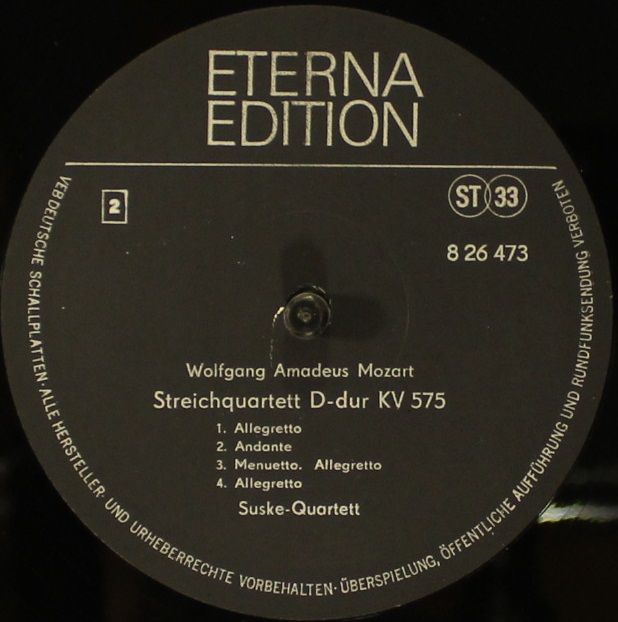 ETERNA
EDITION
2
ST 33
8 26 473
Wolfgang Amadeus Mozart
Streichquartett D-dur KV 575
1. Allegretto
2. Andante
3. Menuetto. Allegretto
4. Allegretto
Suske-Quartett
VEB DEUTSCHE SCHALLPLATTEN · ALLE HERSTELLER- UND URHEBERRECHTE VORBEHALTEN · ÜBERSPIELUNG, ÖFFENTLICHE AUFFÜHRUNG UND RUNDFUNKSENDUNG VERBOTEN